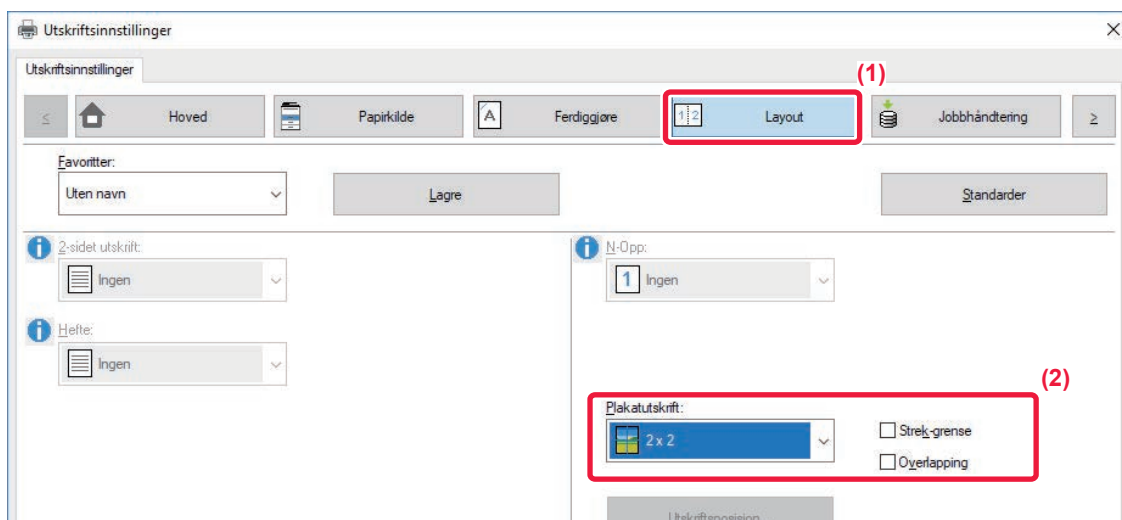 Utskriftsinnstillinger
Utskriftsinnstillinger
(1)
< Hoved Papirkilde A Ferdiggjøre 1 2 Layout Jobbhåndtering >
Favoritter:
Uten navn Lagre Standarder
2-sidet utskrift: N-Opp:
Ingen 1 Ingen
Hefte:
Ingen
(2)
Plakatutskrift:
2 x 2 Strek-grense
Overlapping
Utskriftsposisjon...